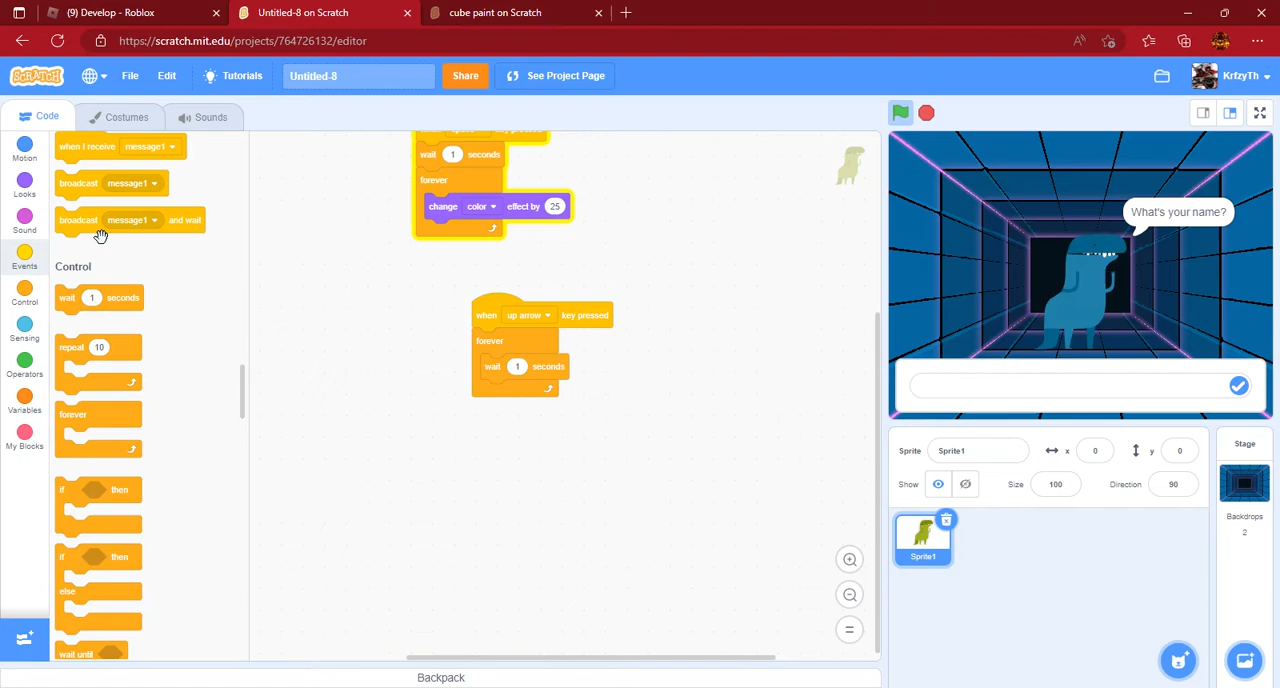 (9) Develop - Roblox
Untitled-8 on Scratch
cube paint on Scratch
https://scratch.mit.edu/projects/764726132/editor
SCRATCH
File
Edit
Tutorials
Untitled-8
Share
See Project Page
KrfzyTh
Code
Costumes
Sounds
Motion
Looks
Sound
Events
Control
Sensing
Operators
Variables
My Blocks
when I receive message1
broadcast message1
broadcast message1 and wait
Control
wait 1 seconds
repeat 10
forever
if then
if then
else
wait until
key pressed
wait 1 seconds
forever
change color effect by 25
when up arrow key pressed
forever
wait 1 seconds
What's your name?
Sprite Sprite1 x 0 y 0
Show Size 100 Direction 90
Sprite1
Stage
Backdrops
2
Backpack